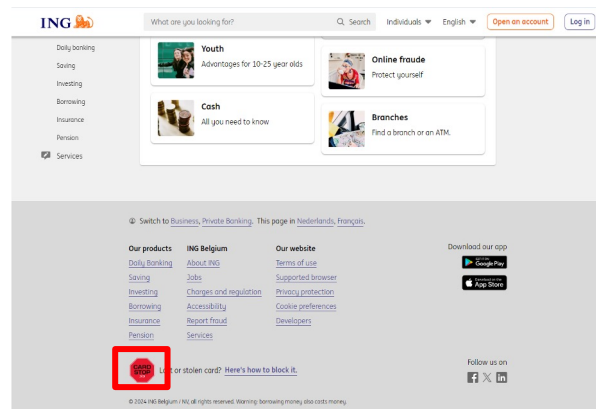 ING
What are you looking for?
Search
Individuals
English
Open an account
Log in
Daily banking
Saving
Investing
Borrowing
Insurance
Pension
Services
Youth
Advantages for 10-25 year olds
Cash
All you need to know
Online fraude
Protect yourself
Branches
Find a branch or an ATM.
Switch to Business, Private Banking. This page in Nederlands, Français.
Our products
Daily Banking
Saving
Investing
Borrowing
Insurance
Pension
ING Belgium
About ING
Jobs
Charges and regulation
Accessibility
Report fraud
Services
Our website
Terms of use
Supported browser
Privacy protection
Cookie preferences
Developers
Download our app
Google Play
Download on the
App Store
CARD
STOP
Lost or stolen card? Here's how to block it.
Follow us on
© 2024 ING Belgium / NV, all rights reserved. Warning: borrowing money also costs money.